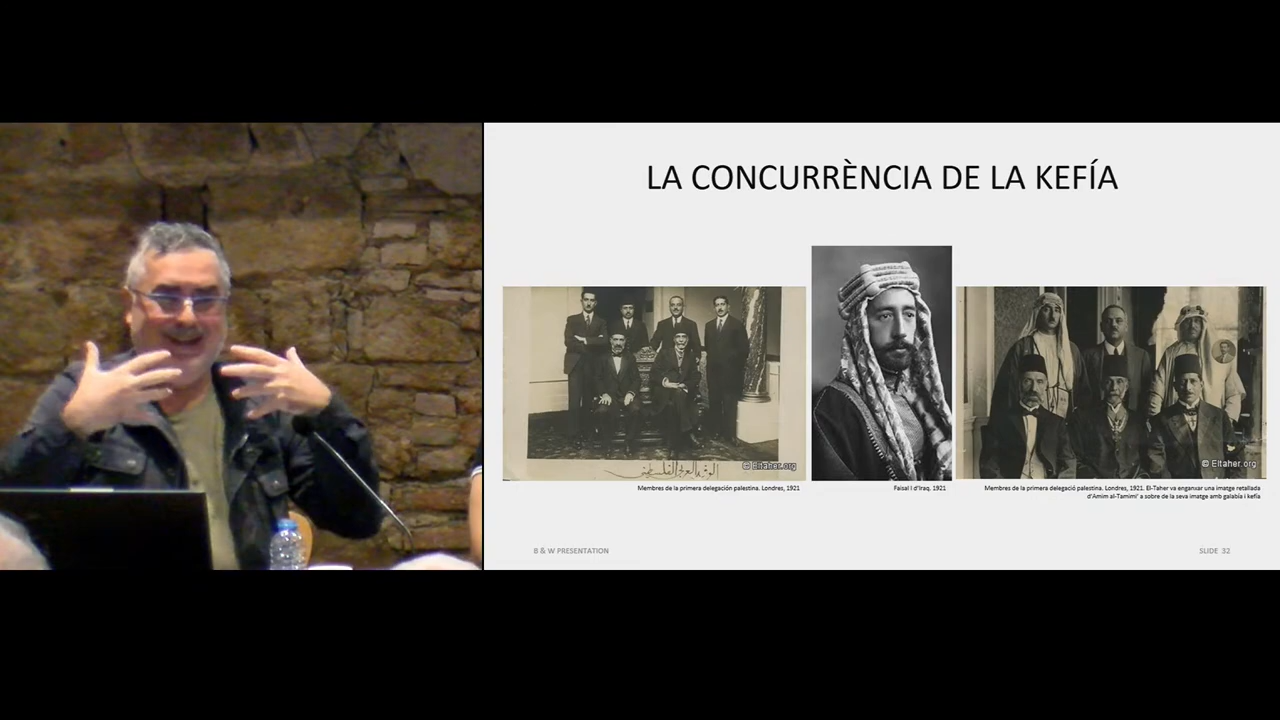 LA CONCURRÈNCIA DE LA KEFÍA
© Eltaher.org
© Eltaher.org
Membres de la primera delegación palestina. Londres, 1921
Faisal I d'Iraq, 1921
Membres de la primera delegació palestina. Londres, 1921. El-Taher va enganxar una imatge retallada
d'Amim al-Tamimi' a sobre de la seva imatge amb galabía i kefía
B & W PRESENTATION
SLIDE 32